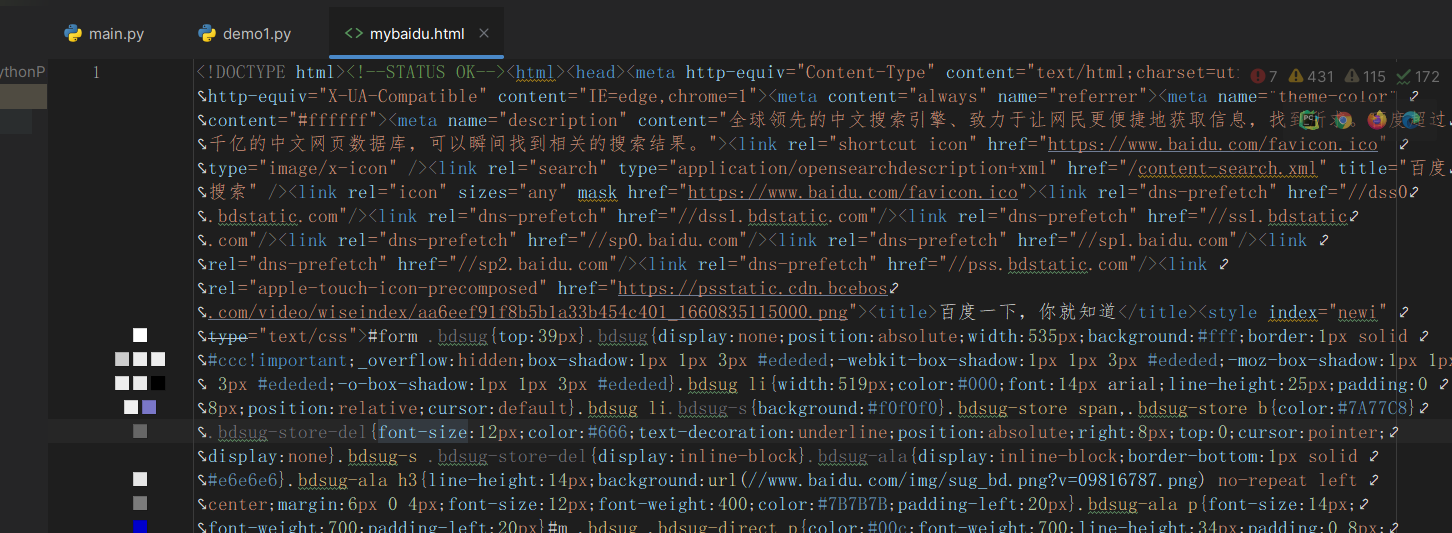 main.py demo1.py mybaidu.html
ythonP 1 <!DOCTYPE html><!--STATUS OK--><html><head><meta http-equiv="Content-Type" content="text/html;charset=ut 7 431 115 172
http-equiv="X-UA-Compatible" content="IE=edge,chrome=1"><meta content="always" name="referrer"><meta name="theme-color"
content="#ffffff"><meta name="description" content="全球领先的中文搜索引擎、致力于让网民更便捷地获取信息，找到 过
千亿的中文网页数据库，可以瞬间找到相关的搜索结果。"><link rel="shortcut icon" href="https://www.baidu.com/favicon.ico"
type="image/x-icon" /><link rel="search" type="application/opensearchdescription+xml" href="/content-search.xml" title="百度
搜索" /><link rel="icon" sizes="any" mask href="https://www.baidu.com/favicon.ico"><link rel="dns-prefetch" href="//dss0
.bdstatic.com"/><link rel="dns-prefetch" href="//dss1.bdstatic.com"/><link rel="dns-prefetch" href="//ss1.bdstatic
.com"/><link rel="dns-prefetch" href="//sp0.baidu.com"/><link rel="dns-prefetch" href="//sp1.baidu.com"/><link
rel="dns-prefetch" href="//sp2.baidu.com"/><link rel="dns-prefetch" href="//pss.bdstatic.com"/><link
rel="apple-touch-icon-precomposed" href="https://psstatic.cdn.bcebos
.com/video/wiseindex/aa6eef91f8b5b1a33b454c401_1660835115000.png"><title>百度一下，你就知道</title><style index="newi"
type="text/css">#form .bdsug{top:39px}.bdsug{display:none;position:absolute;width:535px;background:#fff;border:1px solid
#ccc!important;_overflow:hidden;box-shadow:1px 1px 3px #ededed;-webkit-box-shadow:1px 1px 3px #ededed;-moz-box-shadow:1px 1px
3px #ededed;-o-box-shadow:1px 1px 3px #ededed}.bdsug li{width:519px;color:#000;font:14px arial;line-height:25px;padding:0
8px;position:relative;cursor:default}.bdsug li.bdsug-s{background:#f0f0f0}.bdsug-store span,.bdsug-store b{color:#7A77C8}
.bdsug-store-del{font-size:12px;color:#666;text-decoration:underline;position:absolute;right:8px;top:0;cursor:pointer;
display:none}.bdsug-s .bdsug-store-del{display:inline-block}.bdsug-ala{display:inline-block;border-bottom:1px solid
#e6e6e6}.bdsug-ala h3{line-height:14px;background:url(//www.baidu.com/img/sug_bd.png?v=09816787.png) no-repeat left
center;margin:6px 0 4px;font-size:12px;font-weight:400;color:#7B7B7B;padding-left:20px}.bdsug-ala p{font-size:14px;
font-weight:700;padding-left:20px}#m .bdsug .bdsug-direct p{color:#00c;font-weight:700;line-height:34px;padding:0 8px;